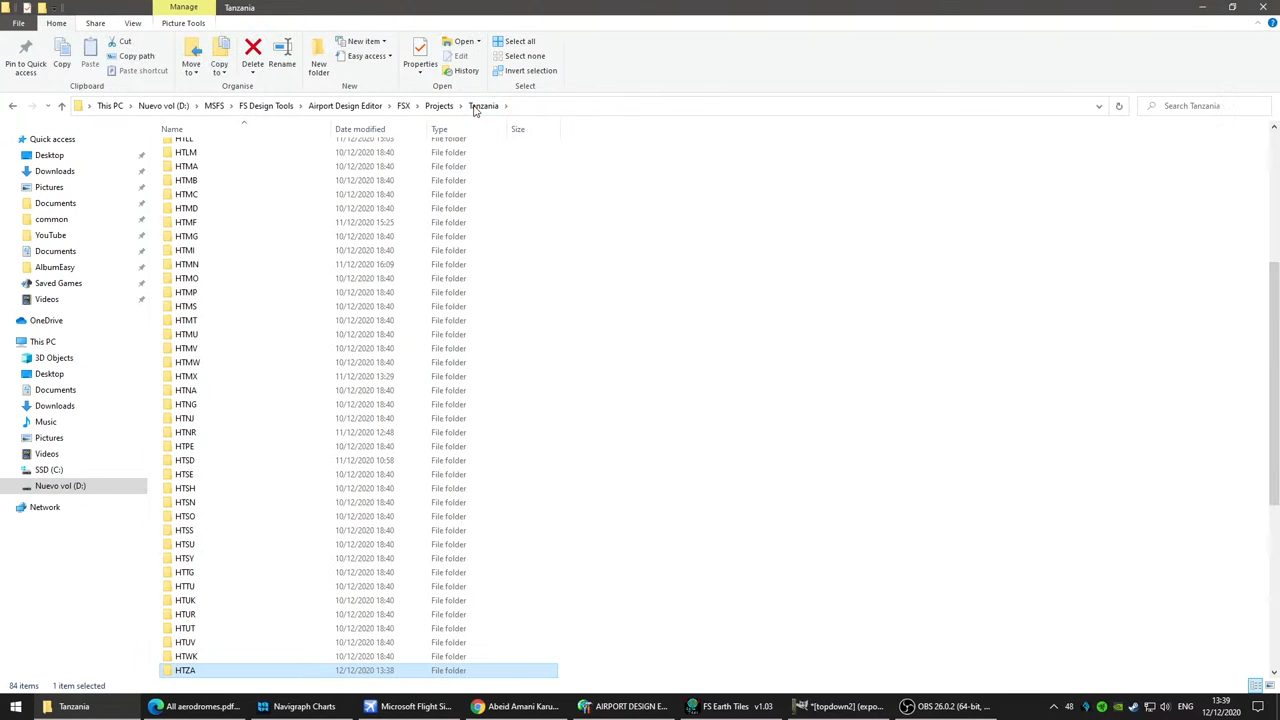 Manage Tanzania
File Home Share View Picture Tools
Pin to Quick access
Copy
Paste
Cut
Copy path
Paste shortcut
Clipboard
Move to
Copy to
Delete
Rename
Organise
New folder
New item
Easy access
New
Properties
Open
Edit
History
Open
Select all
Select none
Invert selection
Select
This PC > Nuevo vol (D:) > MSFS > FS Design Tools > Airport Design Editor > FSX > Projects > Tanzania >
Search Tanzania
Name Date modified Type Size
Quick access
Desktop
Downloads
Pictures
Documents
common
YouTube
Documents
AlbumEasy
Saved Games
Videos
OneDrive
This PC
3D Objects
Desktop
Documents
Downloads
Music
Pictures
Videos
SSD (C:)
Nuevo vol (D:)
Network
HTLM 10/12/2020 18:40 File folder
HTMA 10/12/2020 18:40 File folder
HTMB 10/12/2020 18:40 File folder
HTMC 10/12/2020 18:40 File folder
HTMD 10/12/2020 18:40 File folder
HTMF 11/12/2020 15:25 File folder
HTMG 10/12/2020 18:40 File folder
HTMI 10/12/2020 18:40 File folder
HTMN 11/12/2020 16:09 File folder
HTMO 10/12/2020 18:40 File folder
HTMP 10/12/2020 18:40 File folder
HTMS 10/12/2020 18:40 File folder
HTMT 10/12/2020 18:40 File folder
HTMU 10/12/2020 18:40 File folder
HTMV 10/12/2020 18:40 File folder
HTMW 10/12/2020 18:40 File folder
HTMX 11/12/2020 13:29 File folder
HTNA 10/12/2020 18:40 File folder
HTNG 10/12/2020 18:40 File folder
HTNJ 10/12/2020 18:40 File folder
HTNR 11/12/2020 12:48 File folder
HTPE 10/12/2020 18:40 File folder
HTSD 11/12/2020 10:58 File folder
HTSE 10/12/2020 18:40 File folder
HTSH 10/12/2020 18:40 File folder
HTSN 10/12/2020 18:40 File folder
HTSO 10/12/2020 18:40 File folder
HTSS 10/12/2020 18:40 File folder
HTSU 10/12/2020 18:40 File folder
HTSY 10/12/2020 18:40 File folder
HTTG 10/12/2020 18:40 File folder
HTTU 10/12/2020 18:40 File folder
HTUK 10/12/2020 18:40 File folder
HTUR 10/12/2020 18:40 File folder
HTUT 10/12/2020 18:40 File folder
HTUV 10/12/2020 18:40 File folder
HTWK 10/12/2020 18:40 File folder
HTZA 12/12/2020 13:38 File folder
84 items 1 item selected
Tanzania
All aerodromes.pdf...
Navigraph Charts
Microsoft Flight Si...
Abeid Amani Karu...
AIRPORT DESIGN E...
FS Earth Tiles v1.03
*[topdown2] (expo...
OBS 26.0.2 (64-bit, ...
48
13:39
12/12/2020